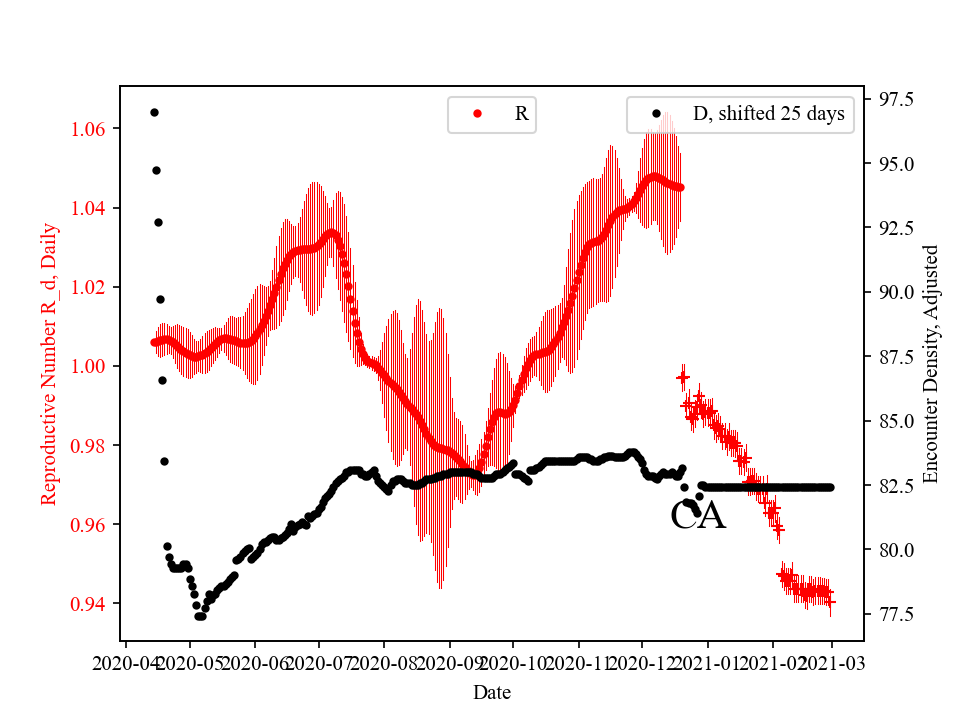 R
D, shifted 25 days
1.06
1.04
1.02
1.00
0.98
0.96
0.94
Reproductive Number R_d, Daily
97.5
95.0
92.5
90.0
87.5
85.0
82.5
80.0
77.5
Encounter Density, Adjusted
CA
2020-04 2020-05 2020-06 2020-07 2020-08 2020-09 2020-10 2020-11 2020-12 2021-01 2021-02 2021-03
Date